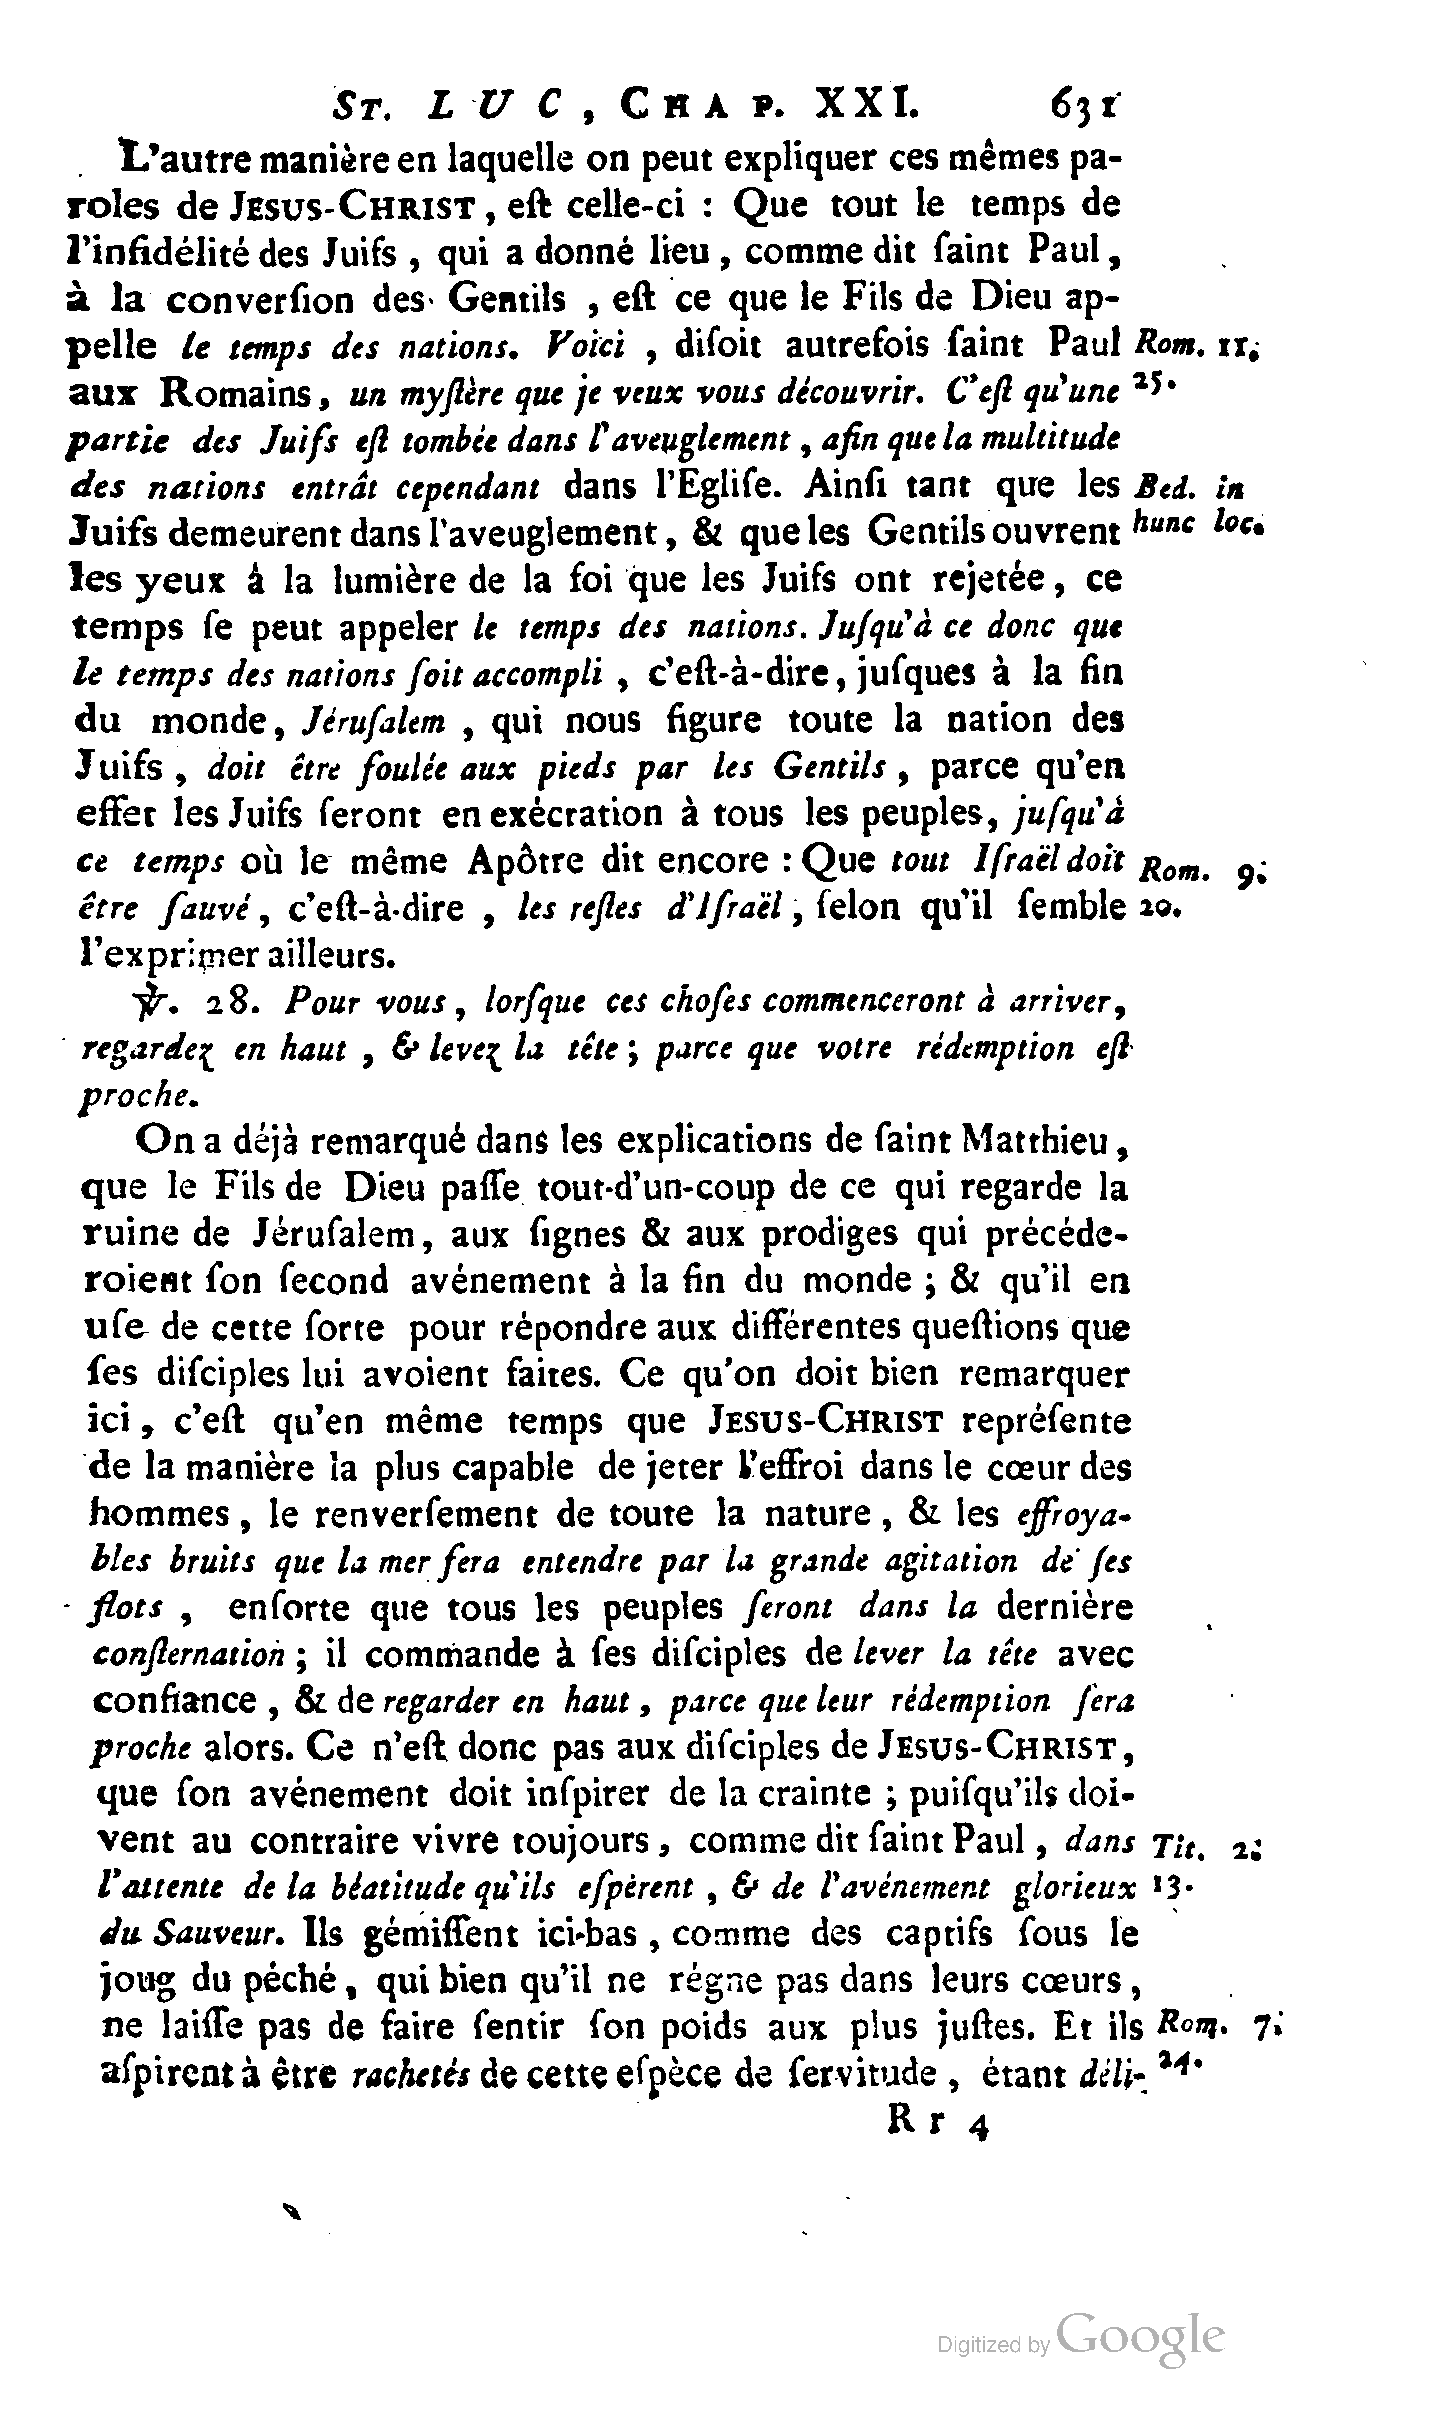 ST. LUC, CHAP. XXI. 631
L'autre manière en laquelle on peut expliquer ces mêmes pa-
roles de JESUS-CHRIST, eſt celle-ci : Que tout le temps de
l'infidélité des Juifs, qui a donné lieu, comme dit ſaint Paul,
à la converſion des Gentils, eſt ce que le Fils de Dieu ap-
pelle le temps des nations. Voici, diſoit autrefois ſaint Paul Rom. 11.
aux Romains, un myſtère que je veux vous découvrir. C'eſt qu'une 25.
partie des Juifs eſt tombée dans l'aveuglement, afin que la multitude
des nations entrât cependant dans l'Egliſe. Ainſi tant que les Bed. in
Juifs demeurent dans l'aveuglement, & que les Gentils ouvrent hunc loc.
les yeux à la lumière de la foi que les Juifs ont rejetée, ce
temps ſe peut appeler le temps des nations. Juſqu'à ce donc que
le temps des nations ſoit accompli, c'eſt-à-dire, juſques à la fin
du monde, Jéruſalem, qui nous figure toute la nation des
Juifs, doit être foulée aux pieds par les Gentils, parce qu'en
effet les Juifs ſeront en exécration à tous les peuples, juſqu'à
ce temps où le même Apôtre dit encore : Que tout Iſraël doit Rom. 9.
être ſauvé, c'eſt-à-dire, les reſtes d'Iſraël, ſelon qu'il ſemble 20.
l'exprimer ailleurs.
℣. 28. Pour vous, lorſque ces choſes commenceront à arriver,
regardez en haut, & levez la tête ; parce que votre rédemption eſt
proche.
On a déjà remarqué dans les explications de ſaint Matthieu,
que le Fils de Dieu paſſe tout-d'un-coup de ce qui regarde la
ruine de Jéruſalem, aux ſignes & aux prodiges qui précéde-
roient ſon ſecond avénement à la fin du monde ; & qu'il en
uſe de cette ſorte pour répondre aux différentes queſtions que
ſes diſciples lui avoient faites. Ce qu'on doit bien remarquer
ici, c'eſt qu'en même temps que JESUS-CHRIST repréſente
de la manière la plus capable de jeter l'effroi dans le cœur des
hommes, le renverſement de toute la nature, & les effroya-
bles bruits que la mer fera entendre par la grande agitation de ſes
flots, enſorte que tous les peuples ſeront dans la dernière
conſternation ; il commande à ſes diſciples de lever la tête avec
confiance, & de regarder en haut, parce que leur rédemption ſera
proche alors. Ce n'eſt donc pas aux diſciples de JESUS-CHRIST,
que ſon avénement doit inſpirer de la crainte ; puiſqu'ils doi-
vent au contraire vivre toujours, comme dit ſaint Paul, dans Tit. 2.
l'attente de la béatitude qu'ils eſpèrent, & de l'avénement glorieux 13.
du Sauveur. Ils gémiſſent ici-bas, comme des captifs ſous le
joug du péché, qui bien qu'il ne régne pas dans leurs cœurs,
ne laiſſe pas de faire ſentir ſon poids aux plus juſtes. Et ils Rom. 7.
aſpirent à être rachetés de cette eſpèce de ſervitude, étant déli- 24.
Rr 4
Digitized by Google